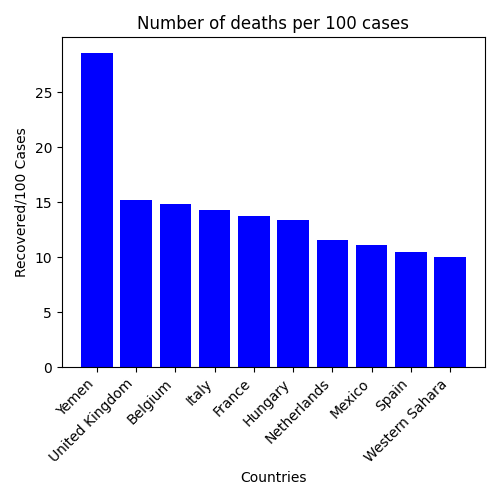 Number of deaths per 100 cases
Recovered/100 Cases
25
20
15
10
5
0
Yemen
United Kingdom
Belgium
Italy
France
Hungary
Netherlands
Mexico
Spain
Western Sahara
Countries